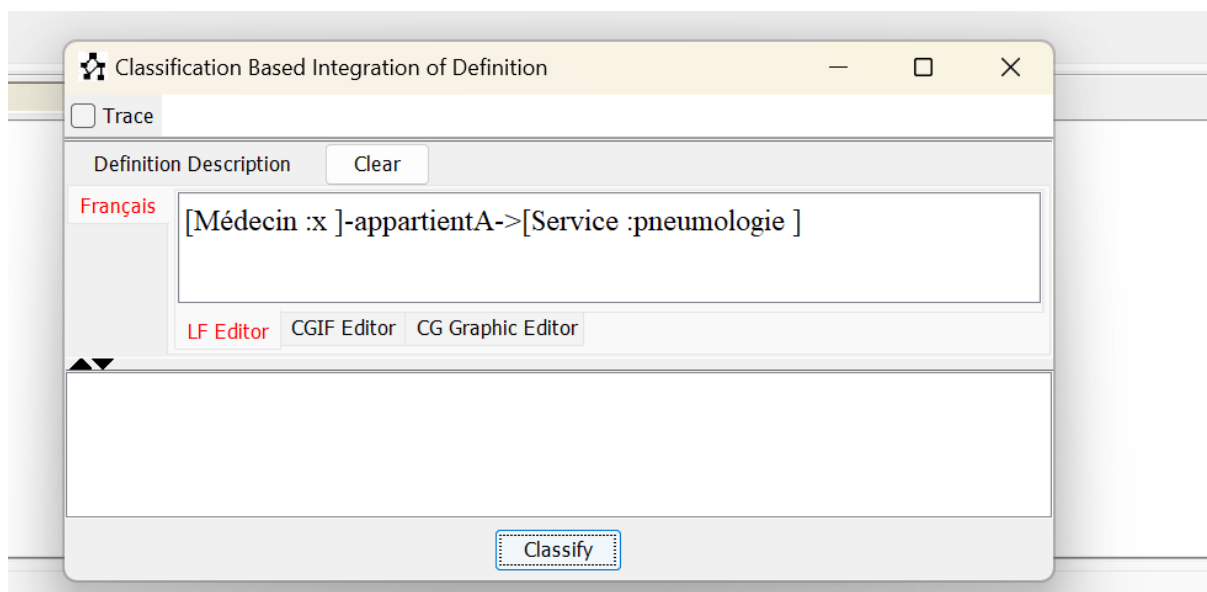 Classification Based Integration of Definition
Trace
Definition Description Clear
Français
[Médecin :x ]-appartientA->[Service :pneumologie ]
LF Editor CGIF Editor CG Graphic Editor
Classify